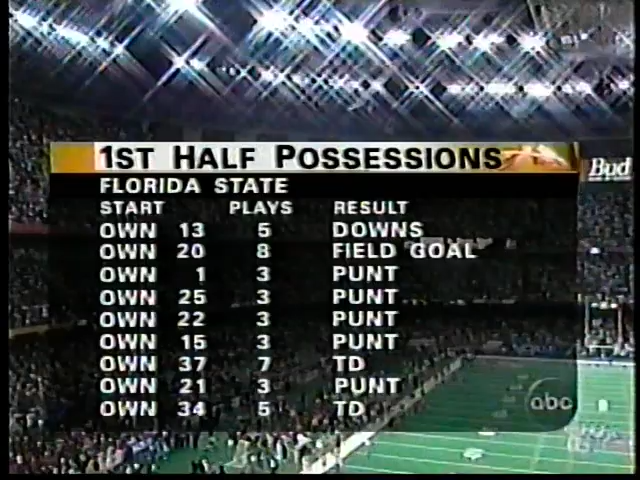 1ST HALF POSSESSIONS
Bud
FLORIDA STATE
START PLAYS RESULT
OWN 13 5 DOWNS
OWN 20 8 FIELD GOAL
OWN 1 3 PUNT
OWN 25 3 PUNT
OWN 22 3 PUNT
OWN 15 3 PUNT
OWN 37 7 TD
OWN 21 3 PUNT
OWN 34 5 TD
abc